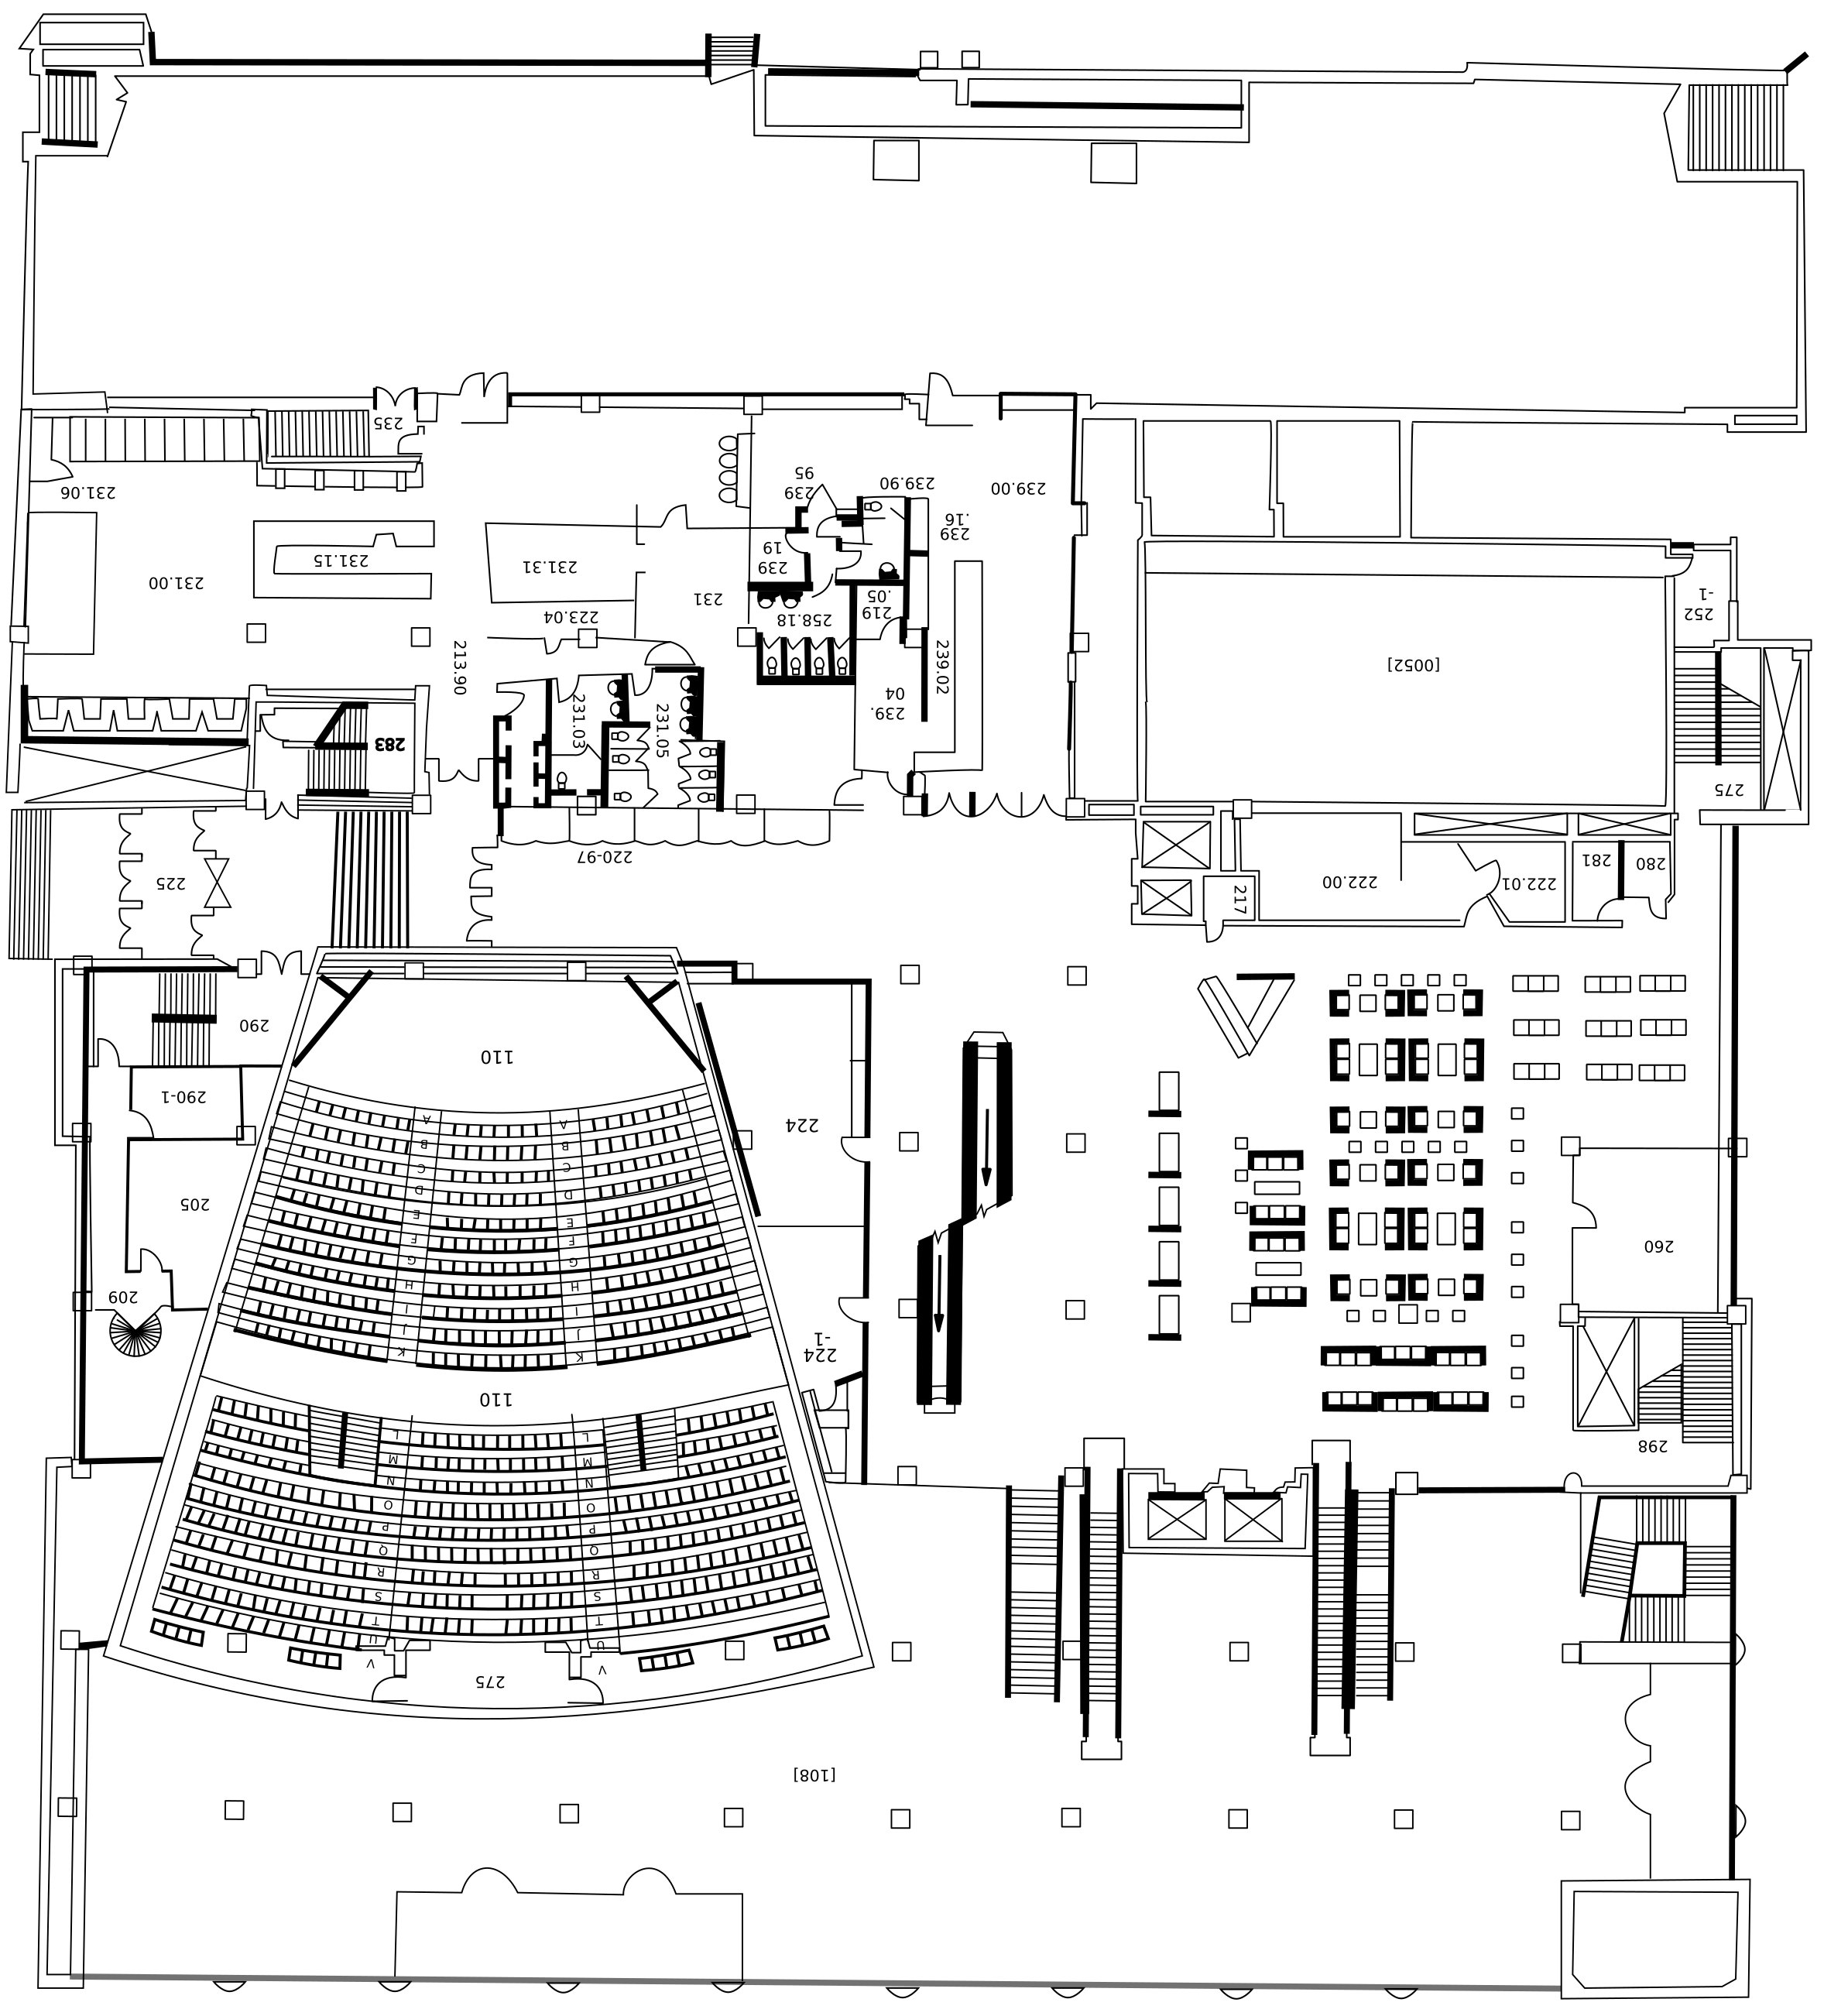 235
239
95
239.90
239.00
231.06
239
.16
239
19
231.15
231.31
231.00
231
219
.05
223.04
258.18
252
-1
213.90
239.02
[0052]
239.
04
231.03
231.05
283
275
220-97
225
222.00
222.01
281
280
217
290
110
290-1
224
A
A
B
B
C
C
D
D
205
E
E
F
F
G
G
260
H
H
209
I
I
J
J
224
-1
K
K
110
L
L
M
M
298
N
N
O
O
P
P
Q
Q
R
R
S
S
T
T
U
U
V
V
275
[108]